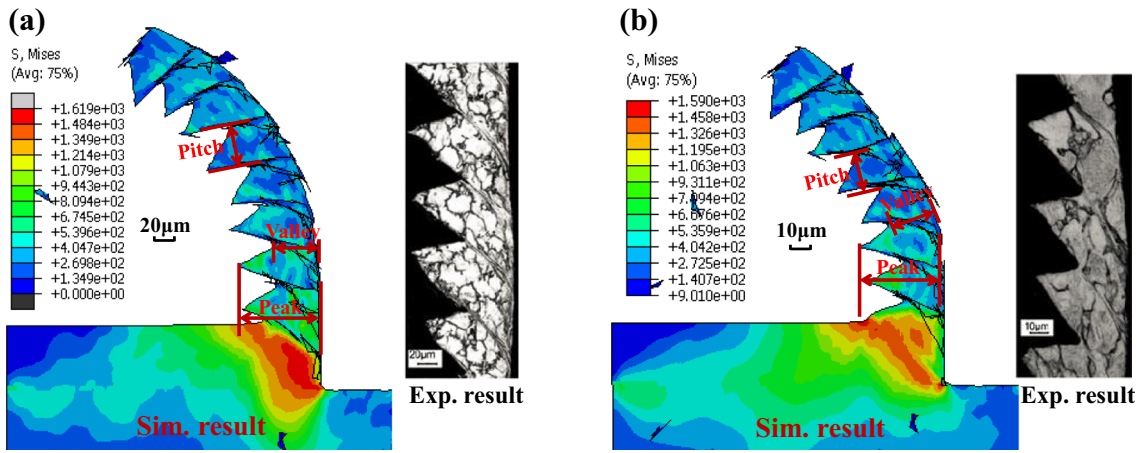 (a)
S, Mises
(Avg: 75%)
+1.619e+03
+1.484e+03
+1.349e+03
+1.214e+03
+1.079e+03
+9.443e+02
+8.094e+02
+6.745e+02
+5.396e+02
+4.047e+02
+2.698e+02
+1.349e+02
+0.000e+00
Pitch
20μm
Valley
Peak
Sim. result
20μm
Exp. result
(b)
S, Mises
(Avg: 75%)
+1.590e+03
+1.458e+03
+1.326e+03
+1.195e+03
+1.063e+03
+9.311e+02
+7.994e+02
+6.676e+02
+5.359e+02
+4.042e+02
+2.725e+02
+1.407e+02
+9.010e+00
Pitch
Valley
10μm
Peak
Sim. result
10μm
Exp. result